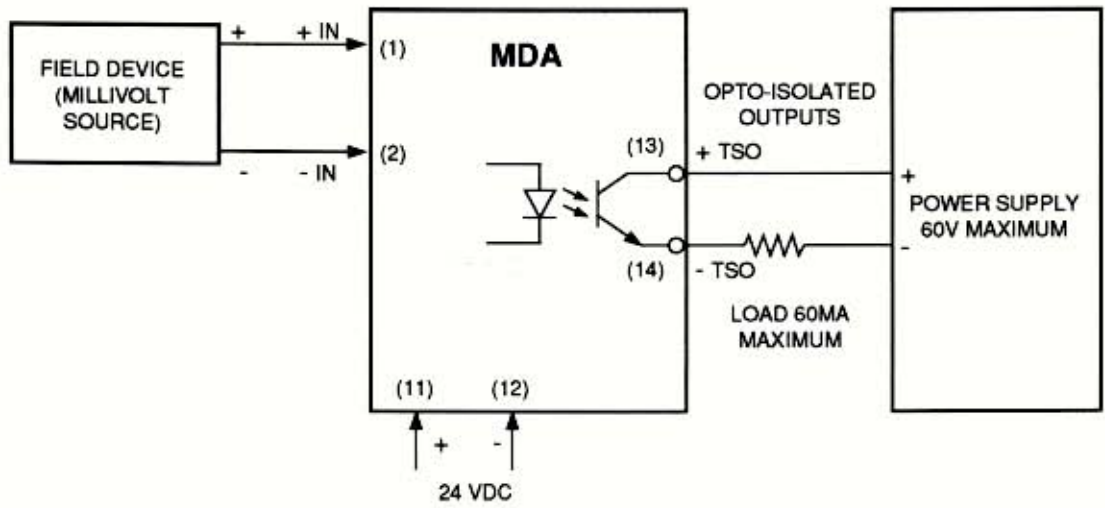 FIELD DEVICE
(MILLIVOLT
SOURCE)
+ + IN
- - IN
(1)
(2)
MDA
OPTO-ISOLATED
OUTPUTS
(13)
+ TSO
(14)
- TSO
LOAD 60MA
MAXIMUM
+
POWER SUPPLY
60V MAXIMUM
-
(11)
(12)
+ -
24 VDC